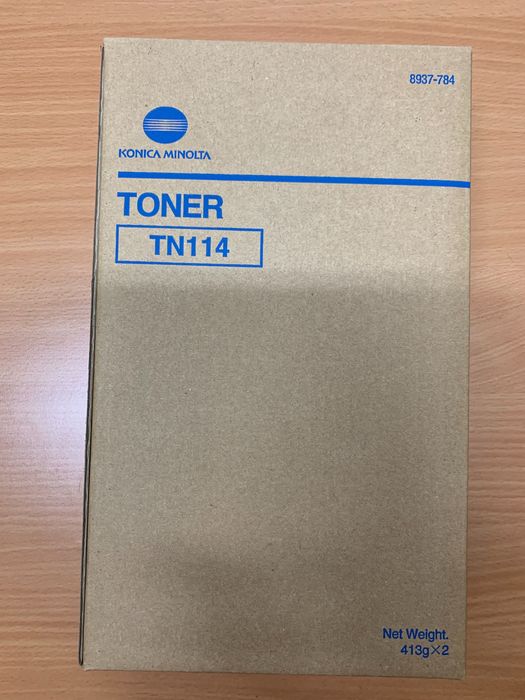 8937-784
KONICA MINOLTA
TONER
TN114
Net Weight.
413g×2